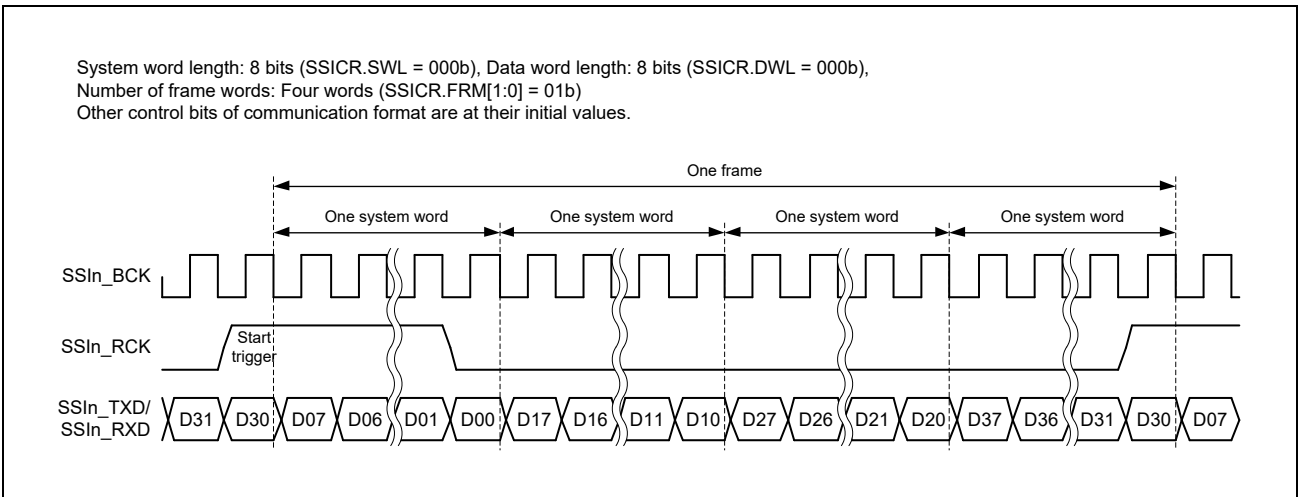 System word length: 8 bits (SSICR.SWL = 000b), Data word length: 8 bits (SSICR.DWL = 000b),
Number of frame words: Four words (SSICR.FRM[1:0] = 01b)
Other control bits of communication format are at their initial values.
One frame
One system word One system word One system word One system word
SSIn_BCK
SSIn_RCK
Start
trigger
SSIn_TXD/
SSIn_RXD
D31 D30 D07 D06 D01 D00 D17 D16 D11 D10 D27 D26 D21 D20 D37 D36 D31 D30 D07